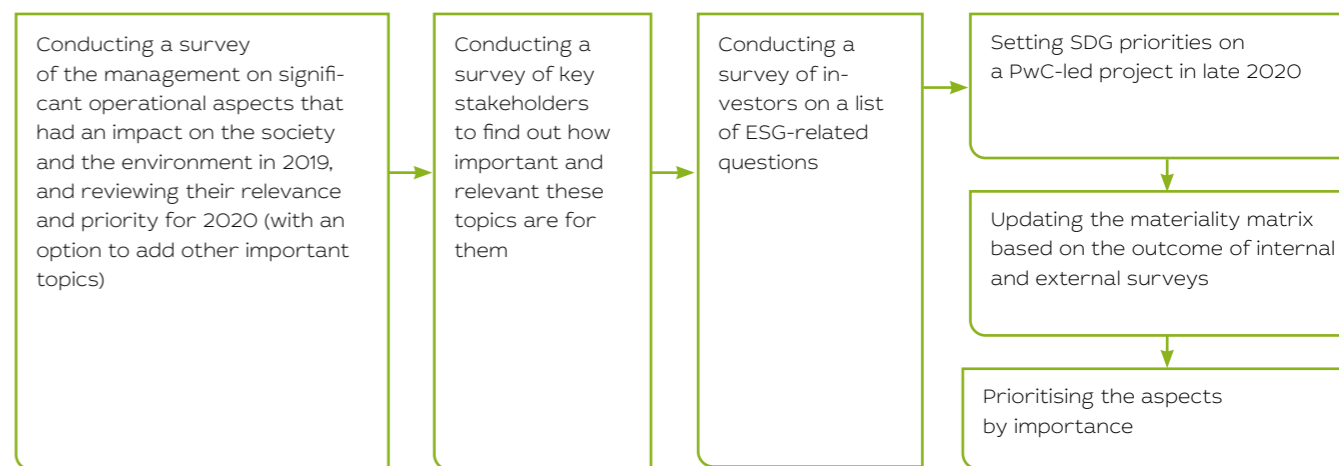 Conducting a survey
of the management on signifi-
cant operational aspects that
had an impact on the society
and the environment in 2019,
and reviewing their relevance
and priority for 2020 (with an
option to add other important
topics)
Conducting a
survey of key
stakeholders
to find out how
important and
relevant these
topics are for
them
Conducting a
survey of in-
vestors on a list
of ESG-related
questions
Setting SDG priorities on
a PwC-led project in late 2020
Updating the materiality matrix
based on the outcome of internal
and external surveys
Prioritising the aspects
by importance